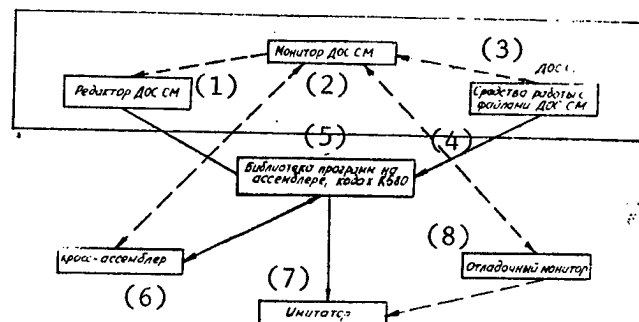 Монитор ДОС СМ
(3)
ДОС С
Редактор ДОС СМ
(1)
(2)
Средства работы с
файлами ДОС СМ
(5)
(4)
Библиотека программ на
ассемблере, кодах К580
(8)
кросс-ассемблер
Отладочный монитор
(6)
(7)
Имитатор